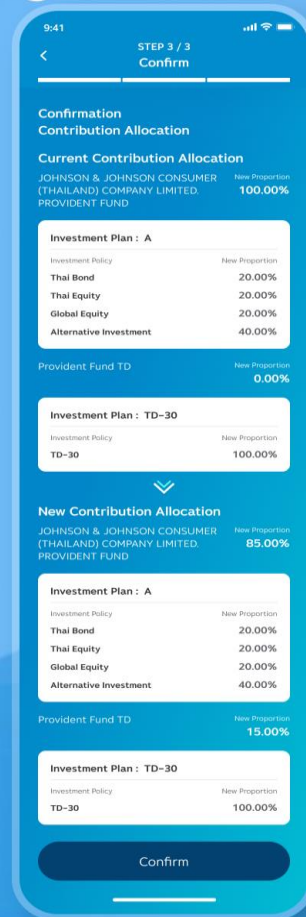 9:41
STEP 3 / 3
Confirm
Confirmation
Contribution Allocation
Current Contribution Allocation
JOHNSON & JOHNSON CONSUMER New Proportion
(THAILAND) COMPANY LIMITED. 100.00%
PROVIDENT FUND
Investment Plan : A
Investment Policy New Proportion
Thai Bond 20.00%
Thai Equity 20.00%
Global Equity 20.00%
Alternative Investment 40.00%
Provident Fund TD New Proportion
0.00%
Investment Plan : TD-30
Investment Policy New Proportion
TD-30 100.00%
New Contribution Allocation
JOHNSON & JOHNSON CONSUMER New Proportion
(THAILAND) COMPANY LIMITED. 85.00%
PROVIDENT FUND
Investment Plan : A
Investment Policy New Proportion
Thai Bond 20.00%
Thai Equity 20.00%
Global Equity 20.00%
Alternative Investment 40.00%
Provident Fund TD New Proportion
15.00%
Investment Plan : TD-30
Investment Policy New Proportion
TD-30 100.00%
Confirm